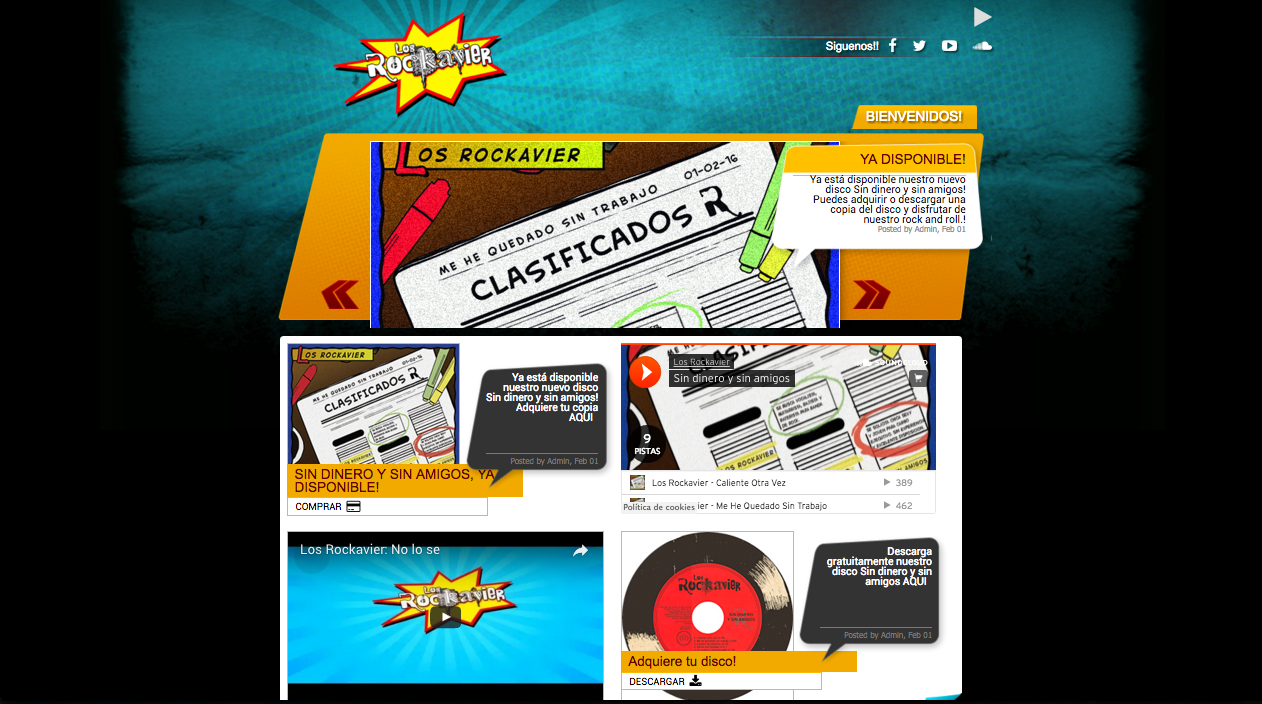 Los
Rockavier
Siguenos!!
BIENVENIDOS!
LOS ROCKAVIER
01-02-16
ME HE QUEDADO SIN TRABAJO
CLASIFICADOS R
YA DISPONIBLE!
Ya está disponible nuestro nuevo
disco Sin dinero y sin amigos!
Puedes adquirir o descargar una
copia del disco y disfrutar de
nuestro rock and roll.!
Posted by Admin, Feb 01
LOS ROCKAVIER
01-02-16
ME HE QUEDADO SIN TRABAJO
CLASIFICADOS R
Ya está disponible
nuestro nuevo disco
Sin dinero y sin amigos!
Adquiere tu copia
AQUI
Posted by Admin, Feb 01
SIN DINERO Y SIN AMIGOS, YA
DISPONIBLE!
COMPRAR
Los Rockavier
Sin dinero y sin amigos
SOUNDCLOUD
9
PISTAS
LOS ROCKAVIER
Los Rockavier - Caliente Otra Vez
389
Política de cookies
ier - Me He Quedado Sin Trabajo
462
Los Rockavier: No lo se
Los
Rockavier
Los
Rockavier
Descarga
gratuitamente nuestro
disco Sin dinero y sin
amigos AQUI
Posted by Admin, Feb 01
Adquiere tu disco!
DESCARGAR